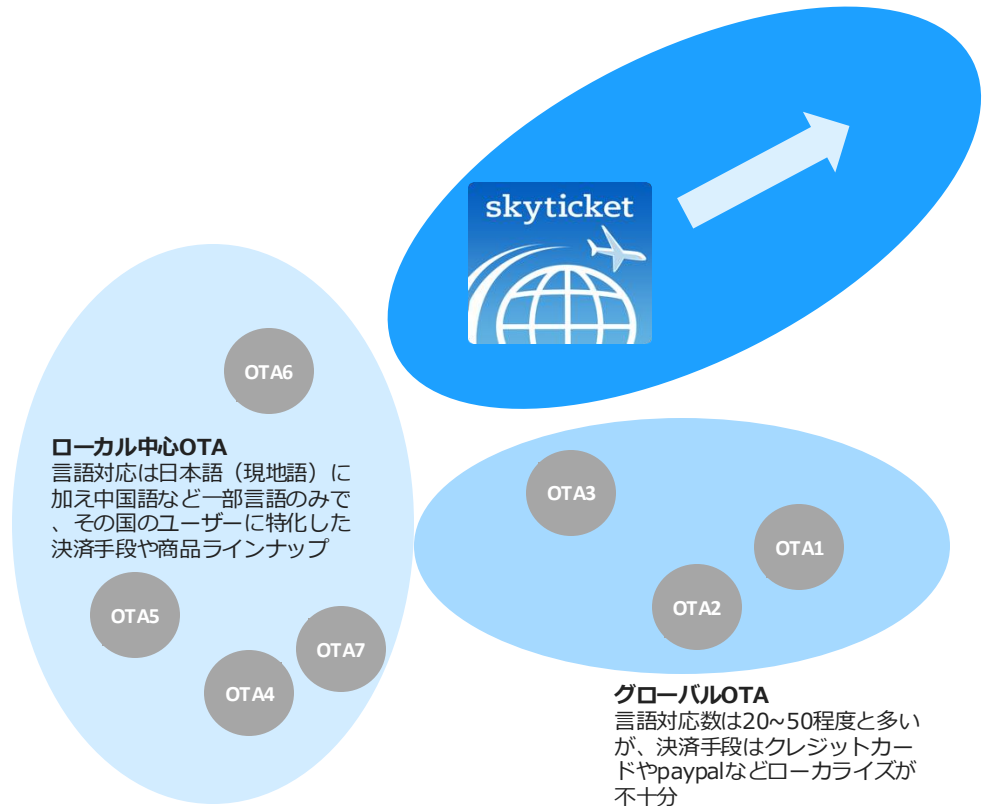 skyticket
OTA6
ローカル中心OTA
言語対応は日本語（現地語）に
加え中国語など一部言語のみで
、その国のユーザーに特化した
決済手段や商品ラインナップ
OTA3
OTA1
OTA2
OTA5
OTA7
OTA4
グローバルOTA
言語対応数は20~50程度と多い
が、決済手段はクレジットカー
ドやpaypalなどローカライズが
不十分